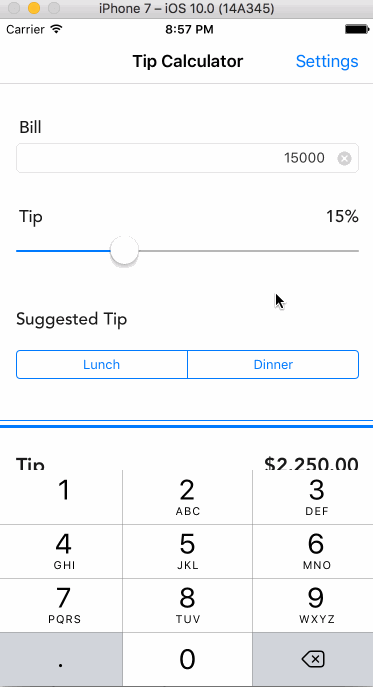 iPhone 7 – iOS 10.0 (14A345)
Carrier 8:57 PM
Tip Calculator Settings
Bill
15000
Tip 15%
Suggested Tip
Lunch Dinner
Tip $2,250.00
1 2 3
ABC DEF
4 5 6
GHI JKL MNO
7 8 9
PQRS TUV WXYZ
. 0